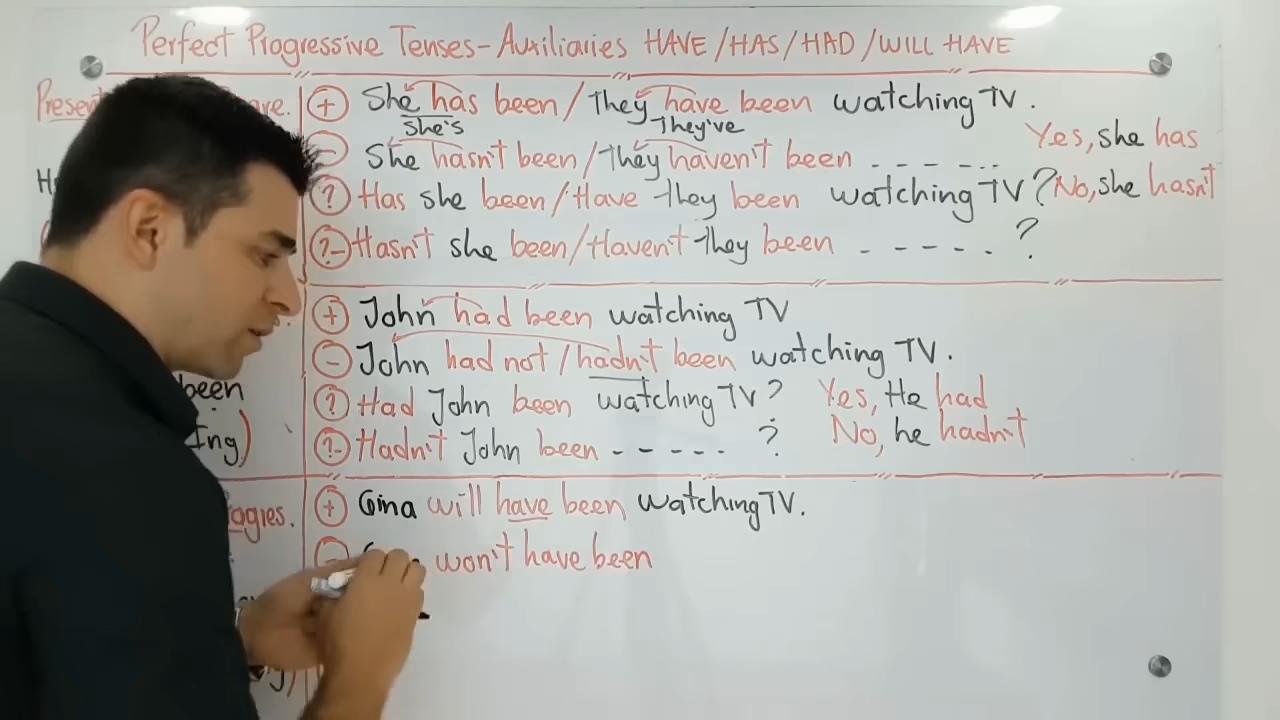 Perfect Progressive Tenses-Auxiliaries HAVE/HAS/HAD/WILL HAVE
Present
(+) She has been/They have been watching TV.
She's They've
(-) She hasn't been/They haven't been _ _ _ _ _ ...
Yes, she has
(?) Has she been/Have they been watching TV? No, she hasn't
(?-) Hasn't she been/Haven't they been _ _ _ _ _ . ?
(+) John had been watching TV
(-) John had not/hadn't been watching TV.
(?) Had John been watching TV? Yes, He had
(?-) Hadn't John been _ _ _ _ _ ? No, he hadn't
been
Ing)
(+) Gina will have been watching TV.
(-) won't have been